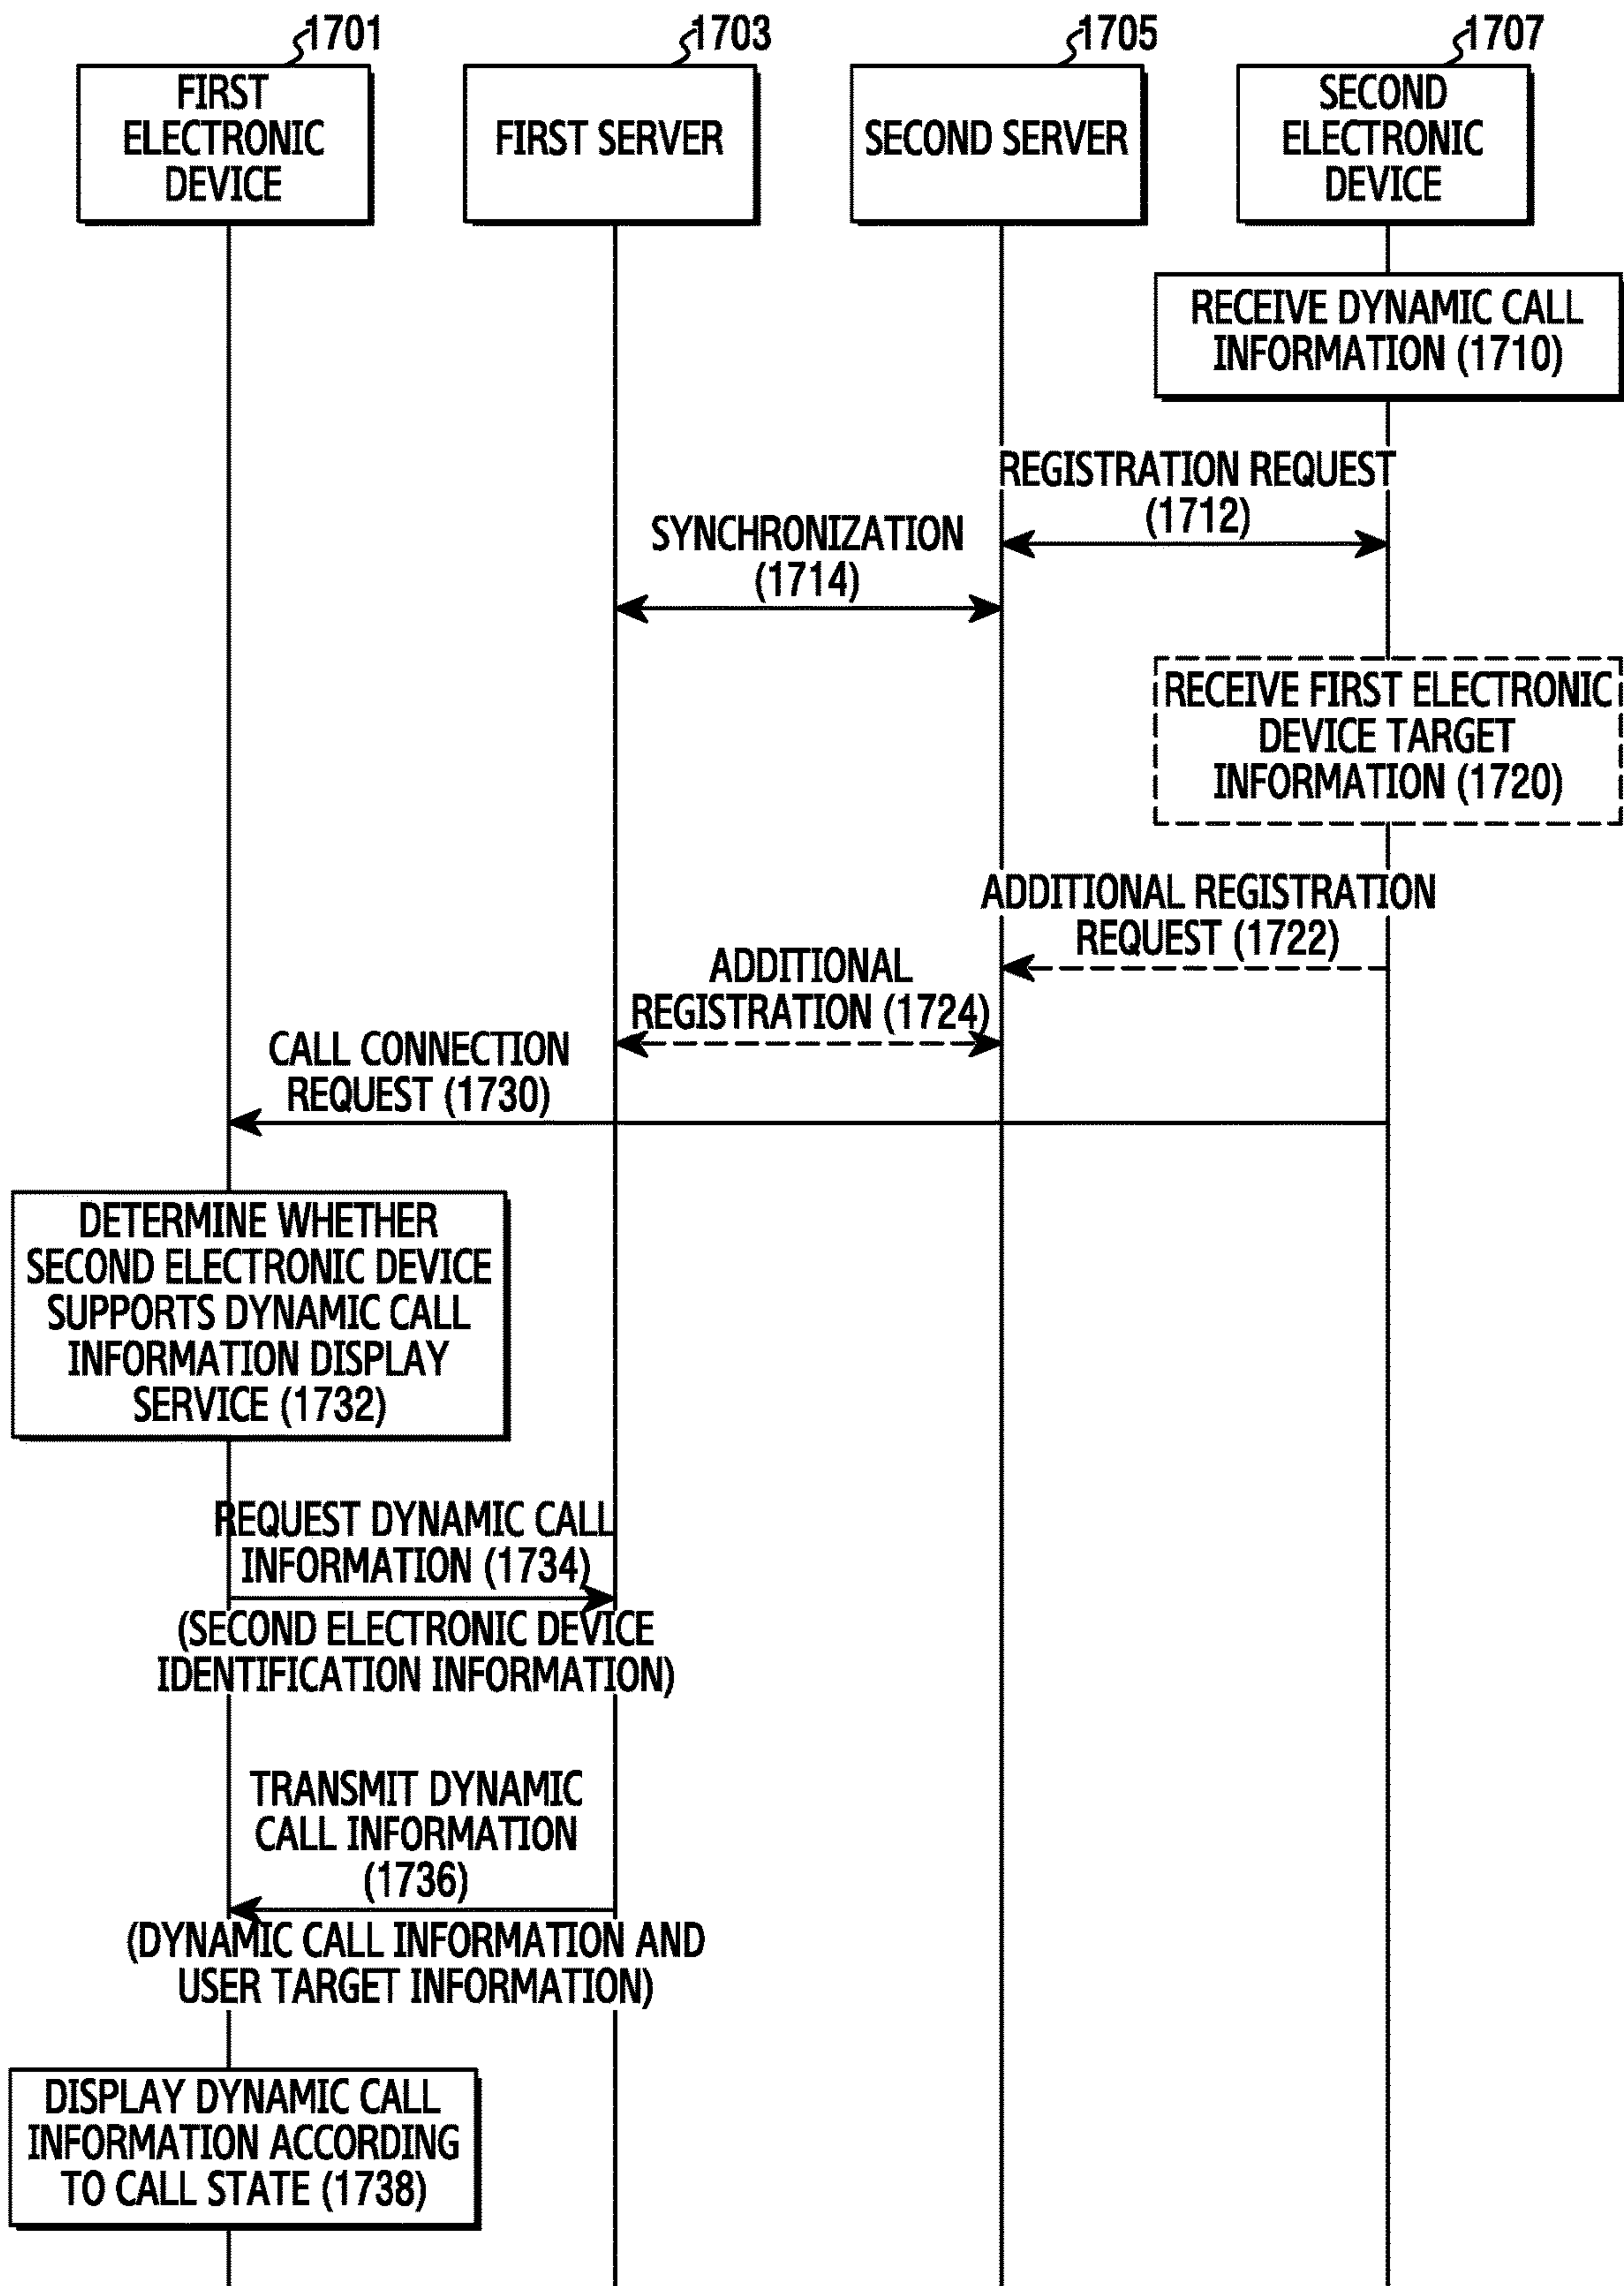 1701
1703
1705
1707
FIRST
ELECTRONIC
DEVICE
FIRST SERVER
SECOND SERVER
SECOND
ELECTRONIC
DEVICE
RECEIVE DYNAMIC CALL
INFORMATION (1710)
REGISTRATION REQUEST
(1712)
SYNCHRONIZATION
(1714)
RECEIVE FIRST ELECTRONIC
DEVICE TARGET
INFORMATION (1720)
ADDITIONAL REGISTRATION
REQUEST (1722)
ADDITIONAL
REGISTRATION (1724)
CALL CONNECTION
REQUEST (1730)
DETERMINE WHETHER
SECOND ELECTRONIC DEVICE
SUPPORTS DYNAMIC CALL
INFORMATION DISPLAY
SERVICE (1732)
REQUEST DYNAMIC CALL
INFORMATION (1734)
(SECOND ELECTRONIC DEVICE
IDENTIFICATION INFORMATION)
TRANSMIT DYNAMIC
CALL INFORMATION
(1736)
(DYNAMIC CALL INFORMATION AND
USER TARGET INFORMATION)
DISPLAY DYNAMIC CALL
INFORMATION ACCORDING
TO CALL STATE (1738)